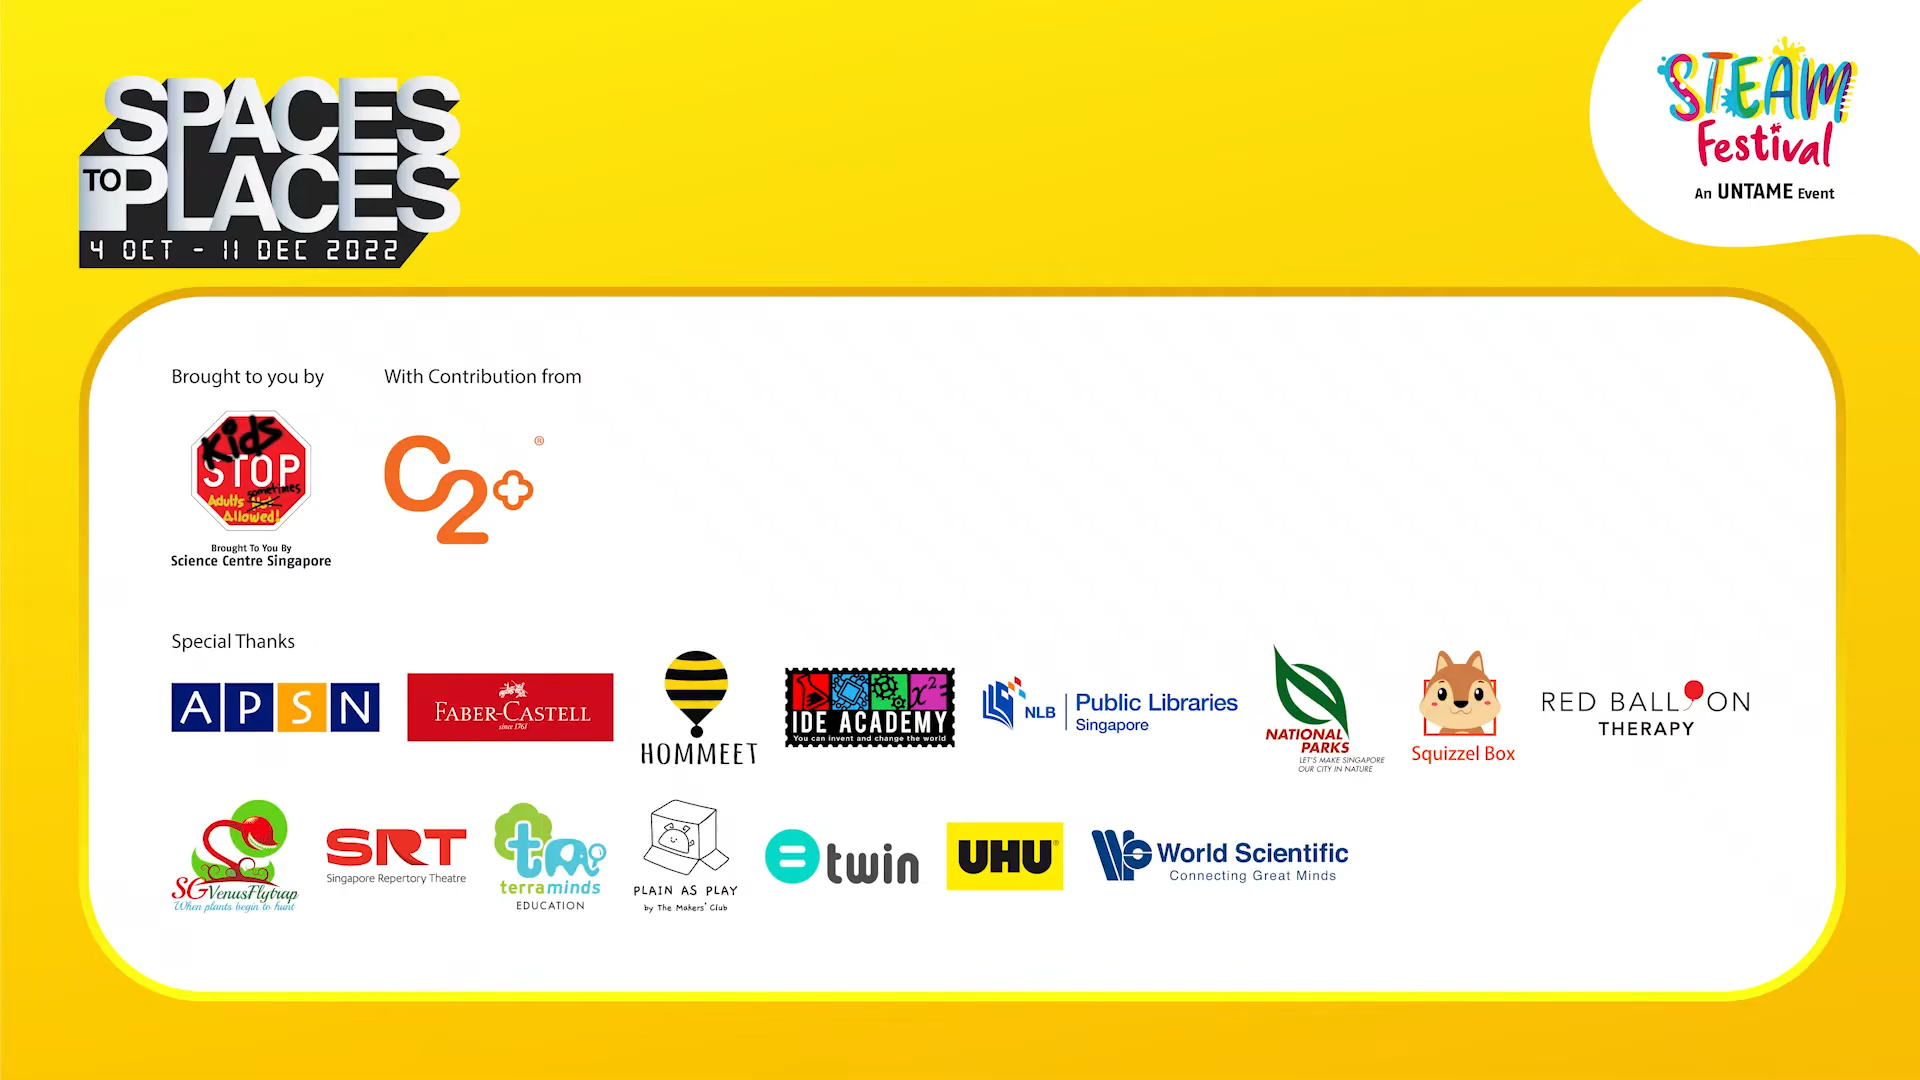 SPACES
TO PLACES
4 OCT - 11 DEC 2022
STEAM
Festival
An UNTAME Event
Brought to you by
With Contribution from
Kids
STOP
sometimes
Adults Not
Allowed!
Brought To You By
Science Centre Singapore
C2+ ®
Special Thanks
APSN
FABER-CASTELL
since 1761
HOMMEET
x²=
IDE ACADEMY
You can invent and change the world
NLB
Public Libraries
Singapore
NATIONAL
PARKS
LET'S MAKE SINGAPORE
OUR CITY IN NATURE
Squizzel Box
RED BALLOON
THERAPY
SGVenusFlytrap
When plants begin to hunt
SRT
Singapore Repertory Theatre
tm
terraminds
EDUCATION
PLAIN AS PLAY
by The Makers' Club
twin
UHU®
World Scientific
Connecting Great Minds